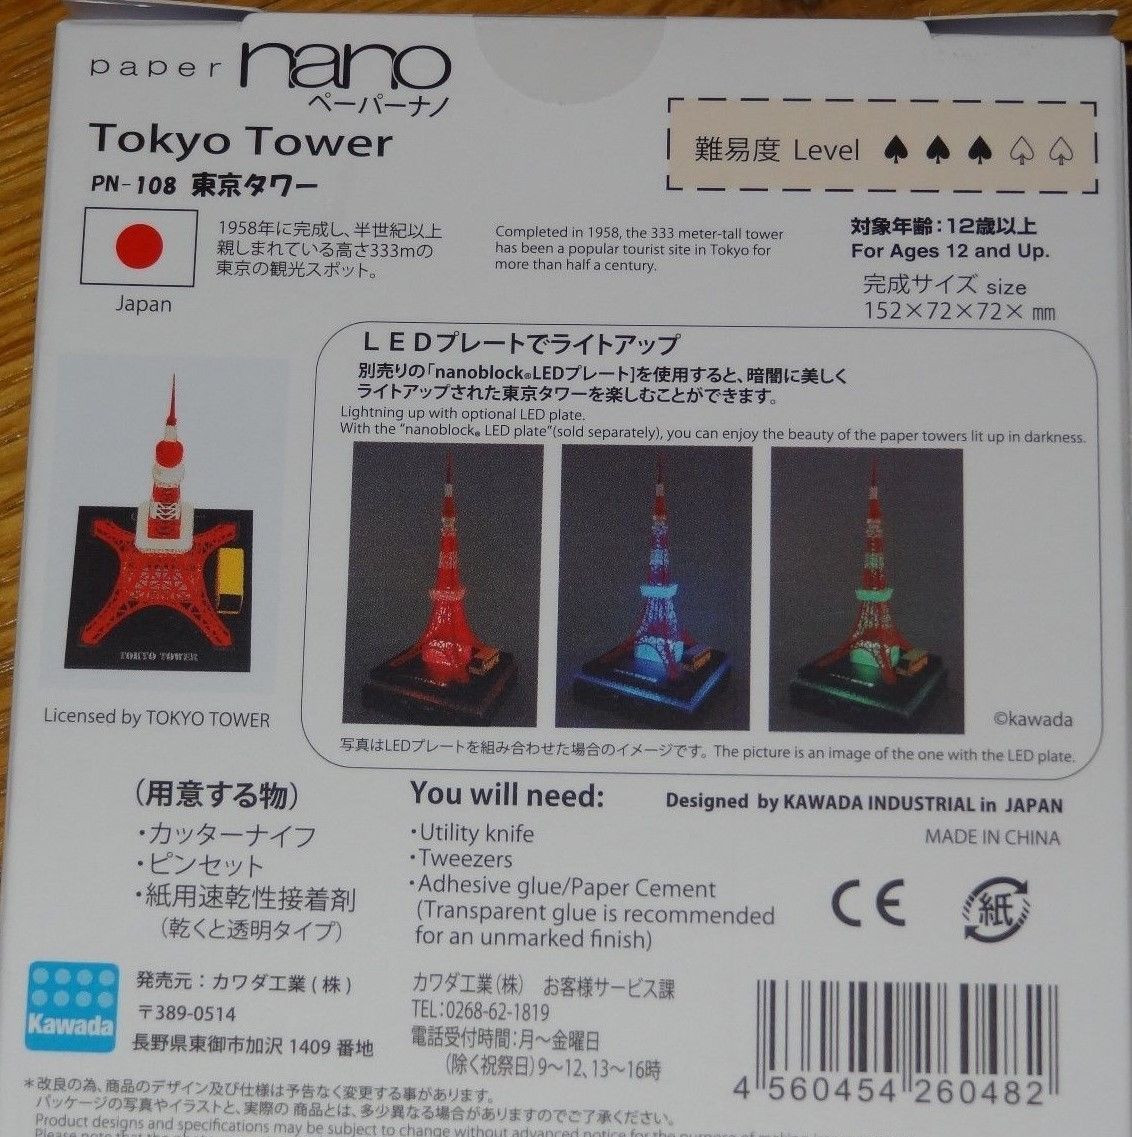 paper nano
ペーパーナノ
Tokyo Tower
PN-108 東京タワー
難易度 Level ♠♠♠♤♤
Japan
1958年に完成し、半世紀以上
親しまれている高さ333mの
東京の観光スポット。
Completed in 1958, the 333 meter-tall tower
has been a popular tourist site in Tokyo for
more than half a century.
対象年齢：12歳以上
For Ages 12 and Up.
完成サイズ size
152×72×72× mm
LEDプレートでライトアップ
別売りの「nanoblock®LEDプレート」を使用すると、暗闇に美しく
ライトアップされた東京タワーを楽しむことができます。
Lightning up with optional LED plate.
With the "nanoblock® LED plate"(sold separately), you can enjoy the beauty of the paper towers lit up in darkness.
TOKYO TOWER
Licensed by TOKYO TOWER
©kawada
写真はLEDプレートを組み合わせた場合のイメージです。 The picture is an image of the one with the LED plate.
（用意する物）
・カッターナイフ
・ピンセット
・紙用速乾性接着剤
（乾くと透明タイプ）
You will need:
・Utility knife
・Tweezers
・Adhesive glue/Paper Cement
(Transparent glue is recommended
for an unmarked finish)
Designed by KAWADA INDUSTRIAL in JAPAN
MADE IN CHINA
CE
紙
Kawada
発売元：カワダ工業(株)
〒389-0514
長野県東御市加沢 1409 番地
カワダ工業(株) お客様サービス課
TEL:0268-62-1819
電話受付時間:月〜金曜日
(除く祝祭日)9〜12、13〜16時
4 560454 260482
*改良の為、商品のデザイン及び仕様は予告なく変更する事があります。
パッケージの写真やイラストと、実際の 商品とは、多少異なる場合がありますのでご了承ください。
Product designs and specifications may be subject to change without advanced notice for the purpose of
Please note that the